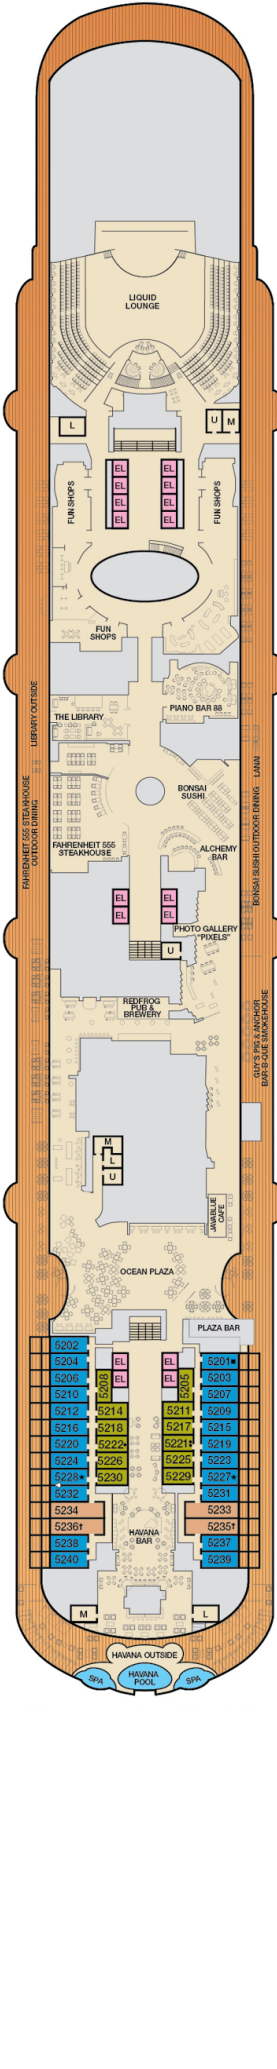 LIQUID
LOUNGE
L
U M
EL EL
EL EL
EL EL
EL EL
FUN SHOPS
FUN SHOPS
FUN
SHOPS
PIANO BAR 88
THE LIBRARY
LIBRARY OUTSIDE
LANAI
BONSAI
SUSHI
FAHRENHEIT 555
STEAKHOUSE
FAHRENHEIT 555 STEAKHOUSE
OUTDOOR DINING
BONSAI SUSHI OUTDOOR DINING
ALCHEMY
BAR
EL EL
EL EL
PHOTO GALLERY
"PIXELS"
U
REDFROG
PUB &
BREWERY
GUY'S PIG & ANCHOR
BAR-B-QUE SMOKEHOUSE
M
L
U
JAVABLUE
CAFE
OCEAN PLAZA
PLAZA BAR
5202
5204 EL EL 5201■
5206 5208 EL EL 5205 5203
5210 5207
5212 5214 5211 5209
5216 5218 5217 5215
5220 5222• 5221 5219
5224 5226 5225 5223
5228★ 5230 5229 5227★
5232 5231
5234 5233
5236† 5235†
5238 5237
5240 5239
HAVANA
BAR
M L
HAVANA OUTSIDE
SPA
HAVANA
POOL
SPA